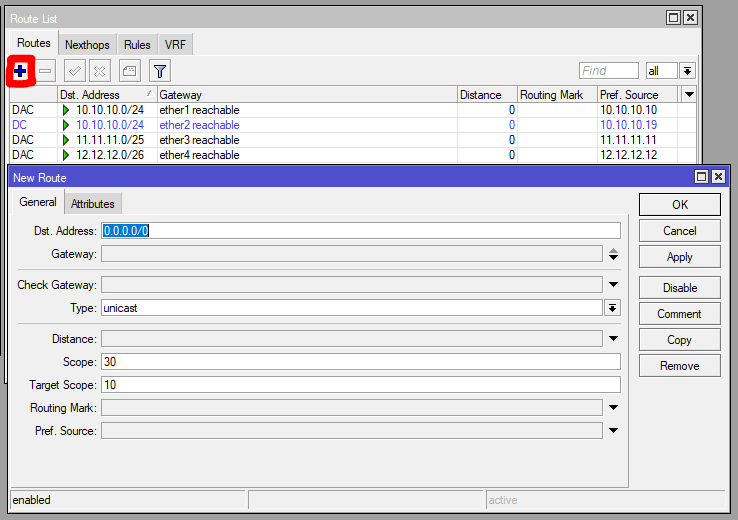 Route List
Routes Nexthops Rules VRF
Find all
Dst. Address Gateway Distance Routing Mark Pref. Source
DAC 10.10.10.0/24 ether1 reachable 0 10.10.10.10
DC 10.10.10.0/24 ether2 reachable 0 10.10.10.19
DAC 11.11.11.0/25 ether3 reachable 0 11.11.11.11
DAC 12.12.12.0/26 ether4 reachable 0 12.12.12.12
New Route
General Attributes
OK
Dst. Address: 0.0.0.0/0
Cancel
Gateway:
Apply
Check Gateway:
Disable
Type: unicast
Comment
Distance:
Copy
Scope: 30
Remove
Target Scope: 10
Routing Mark:
Pref. Source:
enabled active